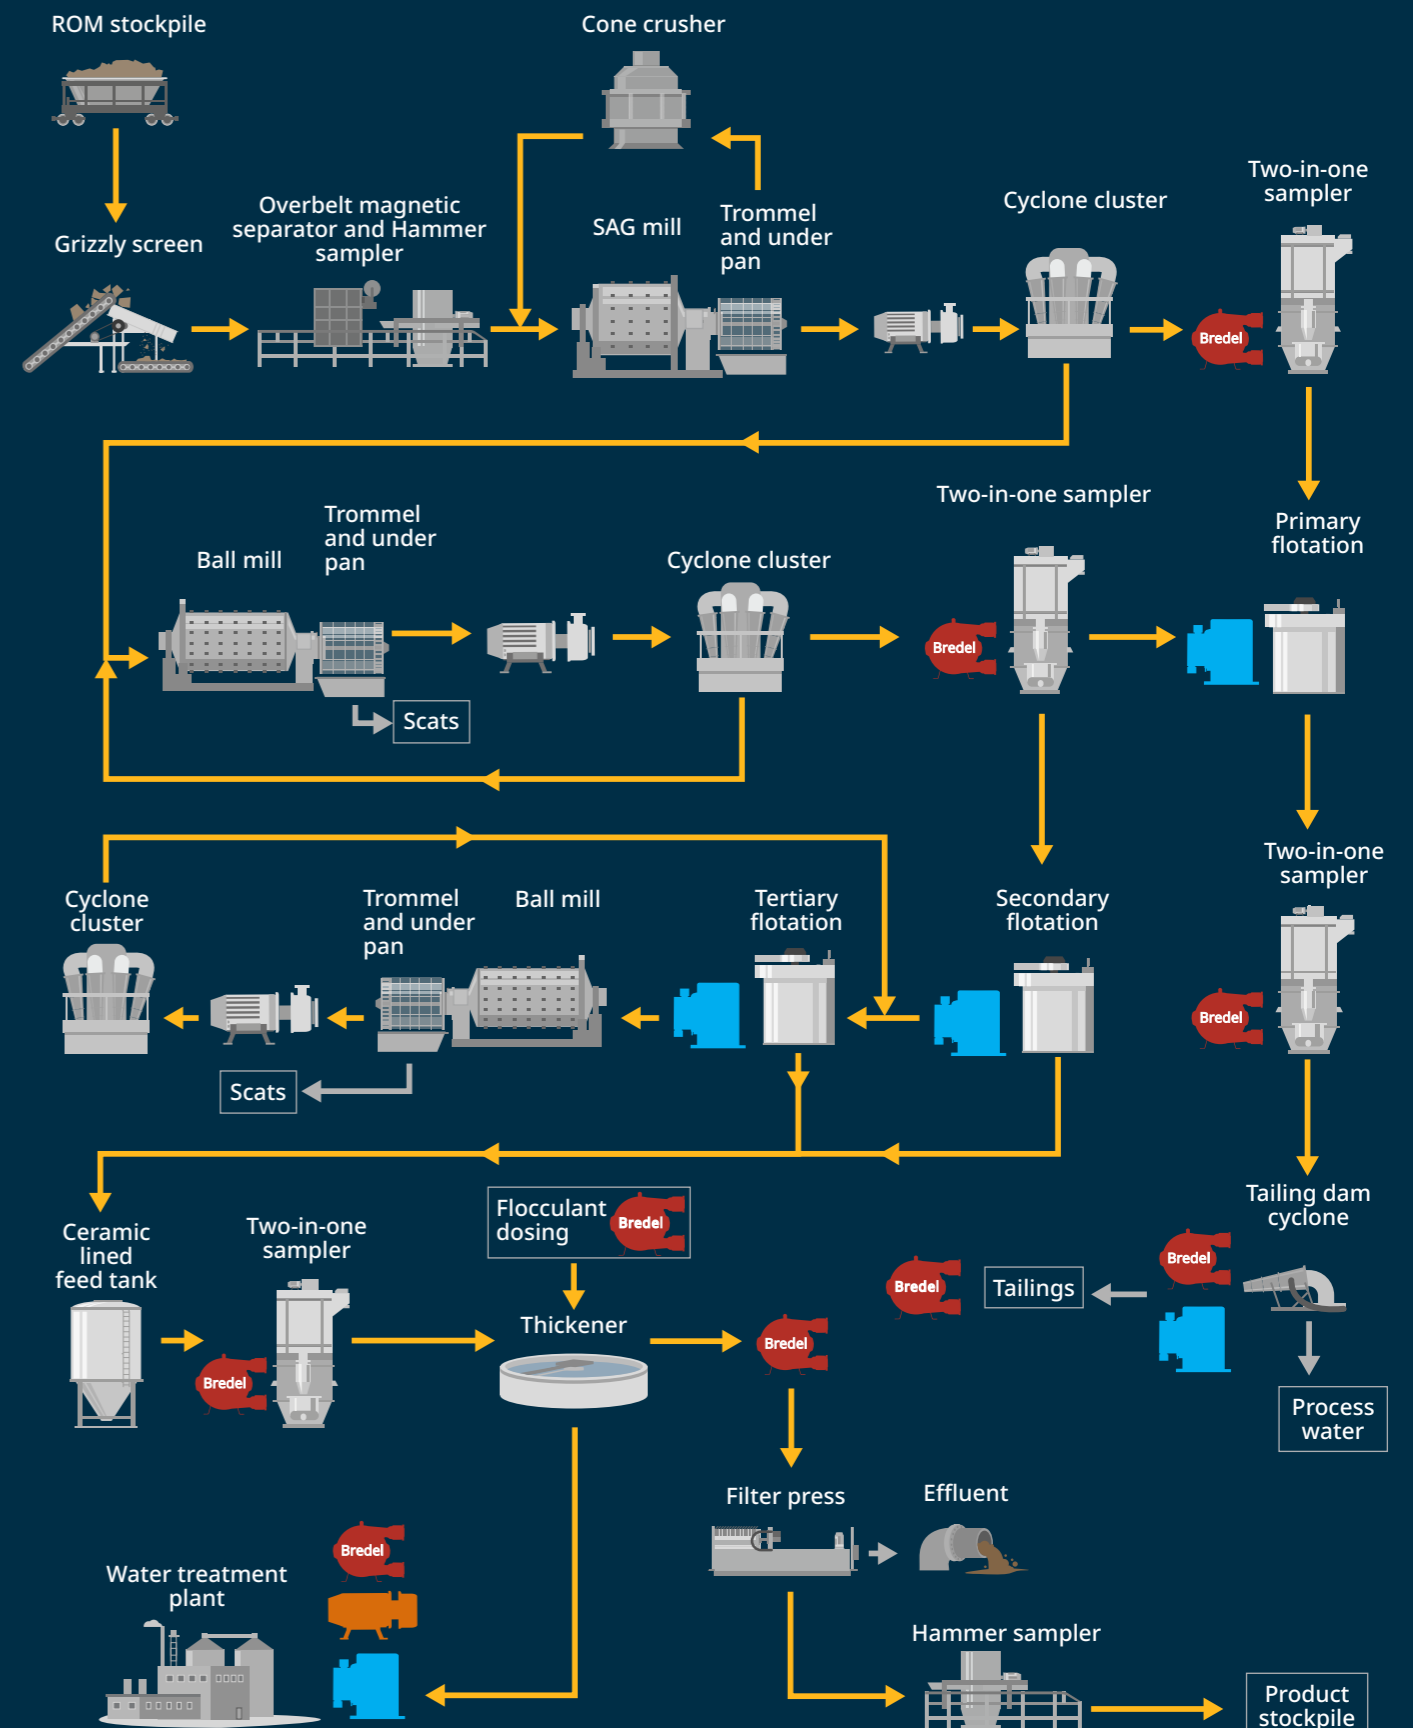 ROM stockpile
Cone crusher
Two-in-one
sampler
Cyclone cluster
Overbelt magnetic
separator and Hammer
sampler
SAG mill
Trommel
and under
pan
Grizzly screen
Bredel
Two-in-one sampler
Primary
flotation
Trommel
and under
pan
Ball mill
Cyclone cluster
Bredel
Scats
Two-in-one
sampler
Cyclone
cluster
Trommel
and under
pan
Ball mill
Tertiary
flotation
Secondary
flotation
Bredel
Scats
Tailing dam
cyclone
Flocculant
dosing
Bredel
Ceramic
lined
feed tank
Two-in-one
sampler
Bredel
Bredel
Tailings
Thickener
Bredel
Bredel
Process
water
Filter press
Effluent
Bredel
Water treatment
plant
Hammer sampler
Product
stockpile